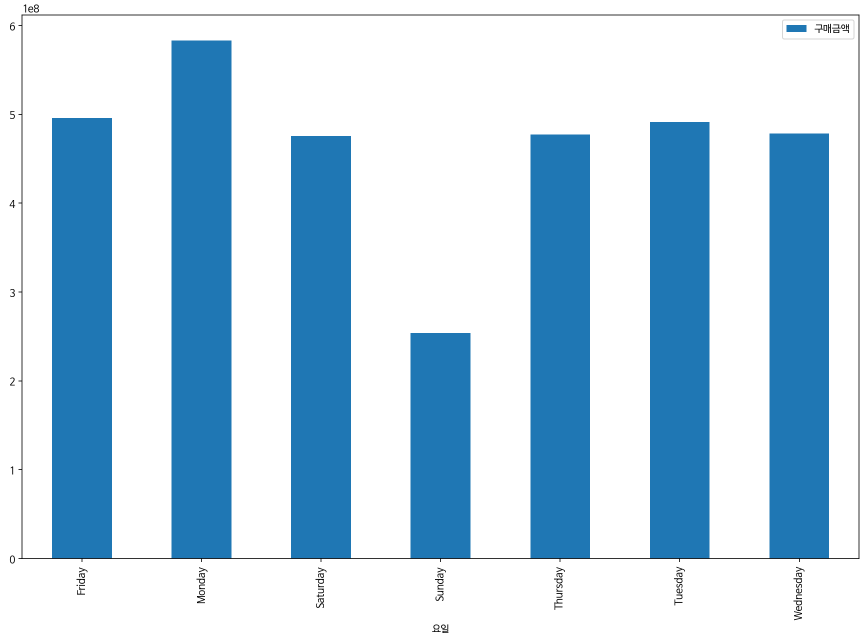 1e8
구매금액
6
5
4
3
2
1
0
Friday
Monday
Saturday
Sunday
Thursday
Tuesday
Wednesday
요일